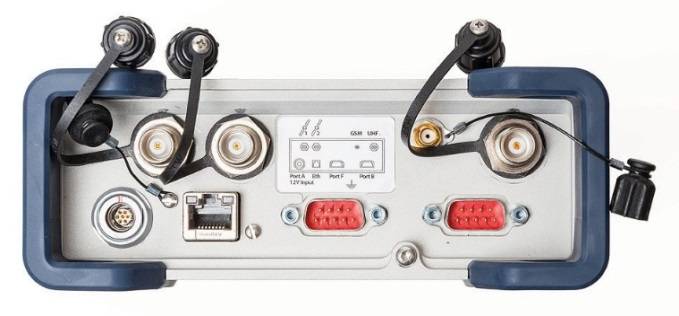 GSM UHF.
Port A Eth Port F Port B
12V Input